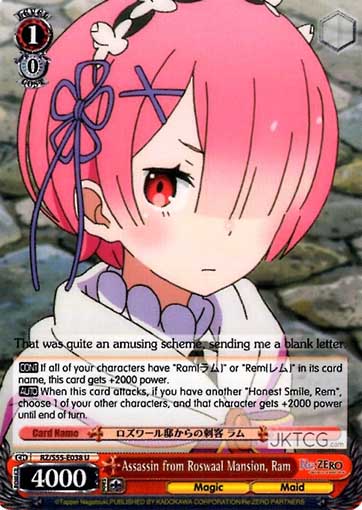 1
0
That was quite an amusing scheme, sending me a blank letter.
CONT If all of your characters have "Ram[ラム]" or "Rem[レム]" in its card name, this card gets +2000 power.
AUTO When this card attacks, if you have another "Honest Smile, Rem", choose 1 of your other characters, and that character gets +2000 power until end of turn.
Card Name ロズワール邸からの刺客 ラム
JKTCG.com
CH RZ/S55-E038 U
Assassin from Roswaal Mansion, Ram
Re:ZERO
4000
Magic
Maid
©Tappei Nagatsuki,PUBLISHED BY KADOKAWA CORPORATION/Re:ZERO PARTNERS